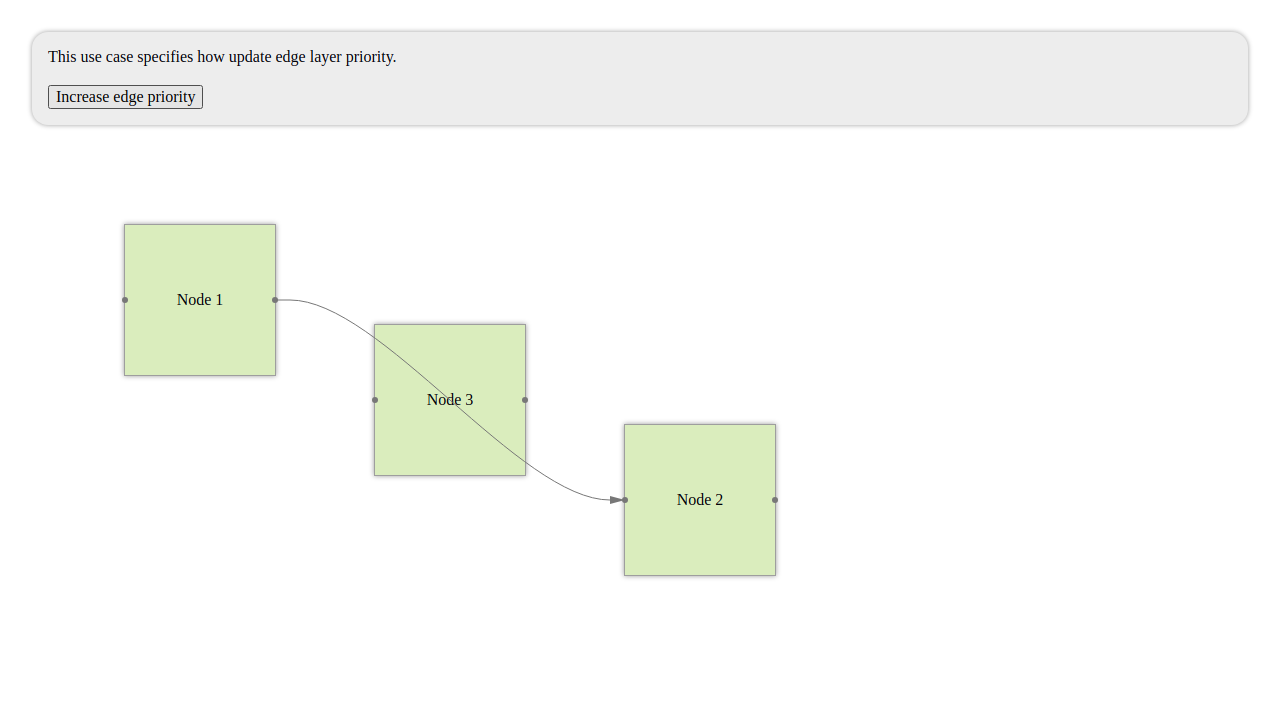 This use case specifies how update edge layer priority.
Increase edge priority
Node 1
Node 3
Node 2